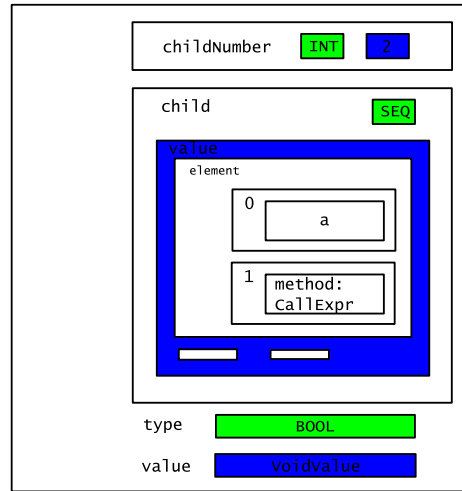 childNumber INT 2
child SEQ
value
element
0 a
1 method:
CallExpr
type BOOL
value VoidValue